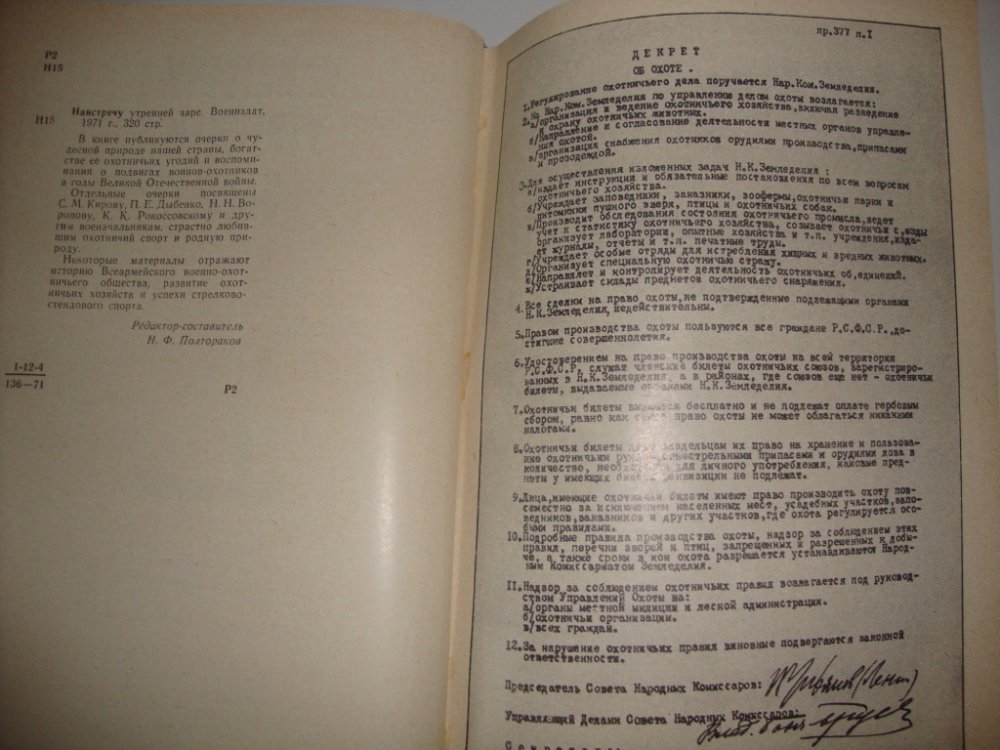 Р2
Н15
Н15
Навстречу утренней заре. Воениздат,
1971 г., 320 стр.
В книге публикуются очерки о чу-
десной природе нашей страны, богат-
стве ее охотничьих угодий и воспоми-
нания о подвигах воинов-охотников
в годы Великой Отечественной войны.
Отдельные очерки посвящены
С. М. Кирову, П. Е. Дыбенко, Н. Н. Во-
ронову, К. К. Рокоссовскому и дру-
гим военачальникам, страстно любив-
шим охотничий спорт и родную при-
роду.
Некоторые материалы отражают
историю Всеармейского военно-охот-
ничьего общества, развитие охот-
ничьих хозяйств и успехи стрелково-
стендового спорта.
Редактор-составитель
Н. Ф. Полтораков
1-12-4
136—71
Р2
пр.377 п.I
ДЕКРЕТ
ОБ ОХОТЕ.
1.Регулирование охотничьего дела поручается Нар.Ком.Земледелия.
2.На Нар.Ком.Земледелия по управлению делом охоты возлагается:
а/организация и ведение охотничьего хозяйства,включая разведение
и охрану охотничьих животных.
б/Направление и согласование деятельности местных органов управле-
ния охотой.
в/организация снабжения охотников орудиями производства,припасами
и прозодеждой.
3.Для осуществления изложенных задач Н.К.Земледелия :
а/издает инструкции и обязательные постановления по всем вопросам
охотничьего хозяйства.
б/Учреждает заповедники, заказники, зоофермы,охотничьи парки и
питомники пушного зверя, птицы и охотничьих собак.
в/Производит обследования состояния охотничьего промысла,ведет
учет и статистику охотничьего хозяйства, созывает охотничьи с,езды
организует лаборатории, опытные хозяйства и т.п. учреждения,изда-
ет журналы, отчеты и т.п. печатные труды.
г/Учреждает особые отряды для истребления хищных и вредных животных.
д/Организует специальную охотничью стражу.
е/Направляет и контролирует деятельность охотничьих об,единений.
ж/Устраивает склады предметов охотничьего снаряжения.
4.Все сделки на право охоты,не подтвержденные подлежащими органами
Н.К.Земледелия,недействительны.
5.Правом производства охоты пользуются все граждане Р.С.Ф.С.Р.,до-
стигшие совершеннолетия.
6.Удостоверением на право производства охоты на всей территории
Р.С.Ф.С.Р. служат членские билеты охотничьих союзов, зарегистриро-
ванных в Н.К.Земледелия, а в районах, где союзов еще нет - охотничьи
билеты, выдаваемые органами Н.К.Земледелия.
7.Охотничьи билеты бесплатно и не подлежат оплате гербовым
сбором, равно как право охоты не может облагаться никакими
налогами.
8.Охотничьи билеты владельцам их право на хранение и пользова-
ние охотничьим огнестрельными припасами и орудиями лова в
количестве, для личного употребления, каковые пред-
меты у имеющих билеты реквизиции не подлежат.
9.Лица,имеющие охотничьи билеты имеют право производить охоту пов-
семестно за исключением населенных мест, усадебных участков,запо-
ведников,заказников и других участков,где охота регулируется осо-
быми правилами.
10.Подробные правила производства охоты, надзор за соблюдением этих
правил, перечни зверей и птиц, запрещенных и разрешенных к добы-
че, а также сроки в кои охота разрешается устанавливаются Народ-
ным Комиссариатом Земледелия.
II.Надзор за соблюдением охотничьих правил возлагается под руковод-
ством Управлений Охоты на:
а/органы местной милиции и лесной администрации.
б/охотничьи организации.
в/всех граждан.
12.За нарушение охотничьих правил виновные подвергаются законной
ответственности.
Председатель Совета Народных Комиссаров:
Управляющий Делами Совета Народных Комиссаров: